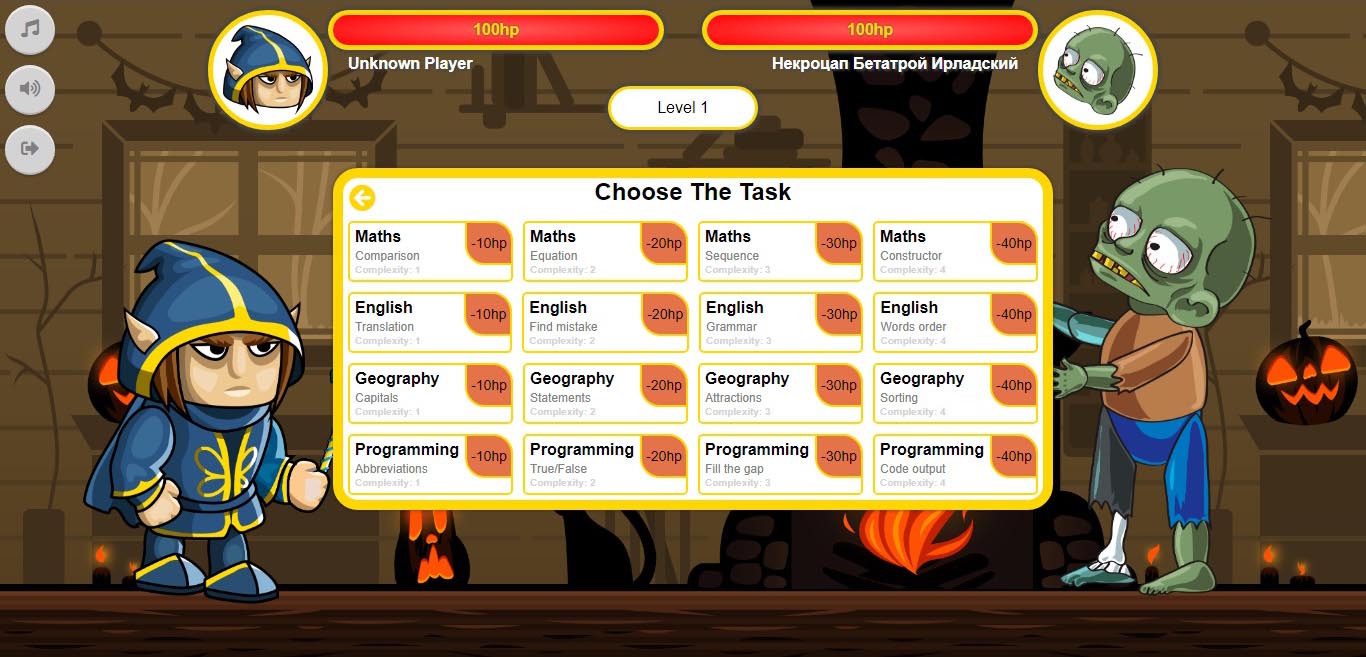 100hp
100hp
Unknown Player
Некроцап Бетатрой Ирладский
Level 1
Choose The Task
Maths
Comparison
Complexity: 1
-10hp
Maths
Equation
Complexity: 2
-20hp
Maths
Sequence
Complexity: 3
-30hp
Maths
Constructor
Complexity: 4
-40hp
English
Translation
Complexity: 1
-10hp
English
Find mistake
Complexity: 2
-20hp
English
Grammar
Complexity: 3
-30hp
English
Words order
Complexity: 4
-40hp
Geography
Capitals
Complexity: 1
-10hp
Geography
Statements
Complexity: 2
-20hp
Geography
Attractions
Complexity: 3
-30hp
Geography
Sorting
Complexity: 4
-40hp
Programming
Abbreviations
Complexity: 1
-10hp
Programming
True/False
Complexity: 2
-20hp
Programming
Fill the gap
Complexity: 3
-30hp
Programming
Code output
Complexity: 4
-40hp